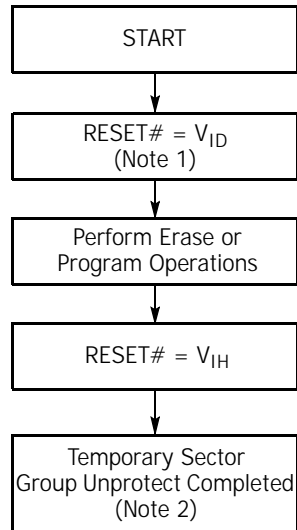 START
RESET# = VID
(Note 1)
Perform Erase or
Program Operations
RESET# = VIH
Temporary Sector
Group Unprotect Completed
(Note 2)